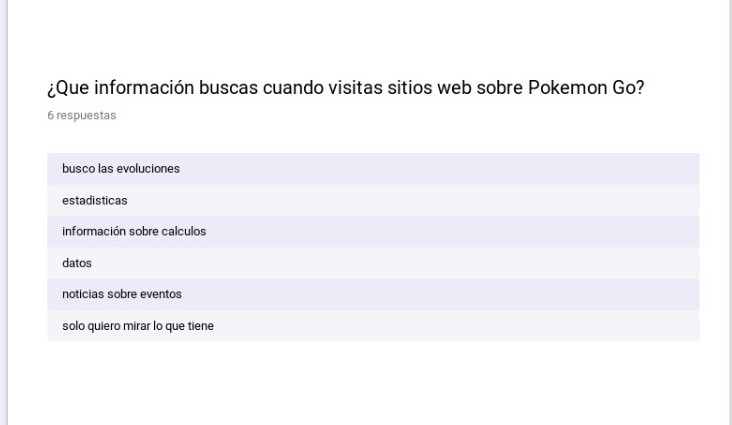 ¿Que información buscas cuando visitas sitios web sobre Pokemon Go?
6 respuestas
busco las evoluciones
estadisticas
información sobre calculos
datos
noticias sobre eventos
solo quiero mirar lo que tiene